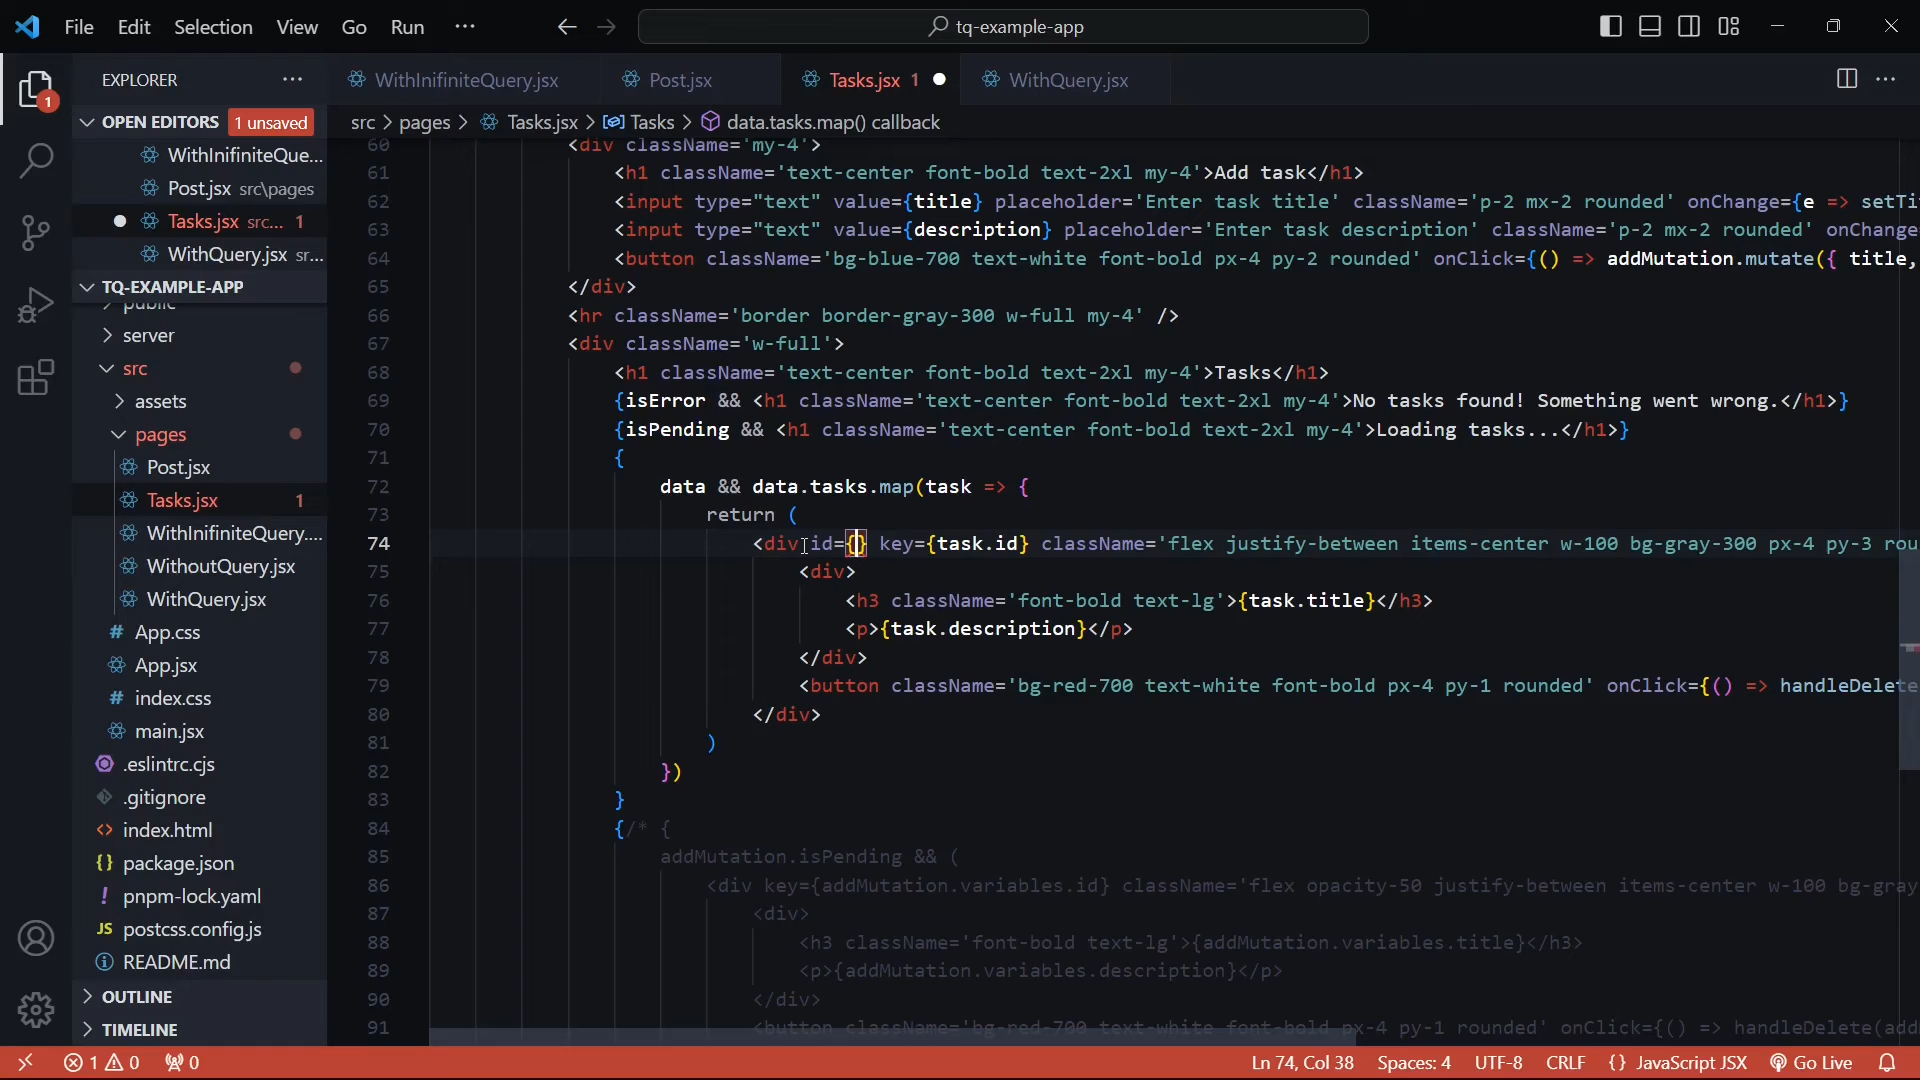 File Edit Selection View Go Run ··· tq-example-app
EXPLORER ···
WithInifiniteQuery.jsx Post.jsx Tasks.jsx 1 WithQuery.jsx
OPEN EDITORS 1 unsaved
WithInifiniteQue...
Post.jsx src\pages
Tasks.jsx src... 1
WithQuery.jsx sr...
TQ-EXAMPLE-APP
public
server
src
assets
pages
Post.jsx
Tasks.jsx 1
WithInifiniteQuery....
WithoutQuery.jsx
WithQuery.jsx
App.css
App.jsx
index.css
main.jsx
.eslintrc.cjs
.gitignore
index.html
package.json
pnpm-lock.yaml
postcss.config.js
README.md
OUTLINE
TIMELINE
1
src > pages > Tasks.jsx > Tasks > data.tasks.map() callback
60 <div className='my-4'>
61 <h1 className='text-center font-bold text-2xl my-4'>Add task</h1>
62 <input type="text" value={title} placeholder='Enter task title' className='p-2 mx-2 rounded' onChange={e => setTi
63 <input type="text" value={description} placeholder='Enter task description' className='p-2 mx-2 rounded' onChange
64 <button className='bg-blue-700 text-white font-bold px-4 py-2 rounded' onClick={() => addMutation.mutate({ title,
65 </div>
66 <hr className='border border-gray-300 w-full my-4' />
67 <div className='w-full'>
68 <h1 className='text-center font-bold text-2xl my-4'>Tasks</h1>
69 {isError && <h1 className='text-center font-bold text-2xl my-4'>No tasks found! Something went wrong.</h1>}
70 {isPending && <h1 className='text-center font-bold text-2xl my-4'>Loading tasks...</h1>}
71 {
72 data && data.tasks.map(task => {
73 return (
74 <div id={} key={task.id} className='flex justify-between items-center w-100 bg-gray-300 px-4 py-3 rou
75 <div>
76 <h3 className='font-bold text-lg'>{task.title}</h3>
77 <p>{task.description}</p>
78 </div>
79 <button className='bg-red-700 text-white font-bold px-4 py-1 rounded' onClick={() => handleDelete
80 </div>
81 )
82 })
83 }
84 {/* {
85 addMutation.isPending && (
86 <div key={addMutation.variables.id} className='flex opacity-50 justify-between items-center w-100 bg-gray
87 <div>
88 <h3 className='font-bold text-lg'>{addMutation.variables.title}</h3>
89 <p>{addMutation.variables.description}</p>
90 </div>
91 <button className='bg-red-700 text-white font-bold px-4 py-1 rounded' onClick={() => handleDelete(add
1 0 0 Ln 74, Col 38 Spaces: 4 UTF-8 CRLF {} JavaScript JSX Go Live